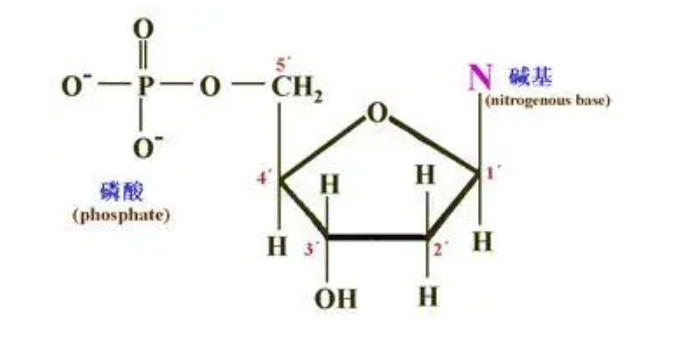 O
5´
O⁻ P O CH₂
N 碱基
(nitrogenous base)
O
O⁻
4´ H H 1´
磷酸
(phosphate)
H 3´ 2´ H
OH H